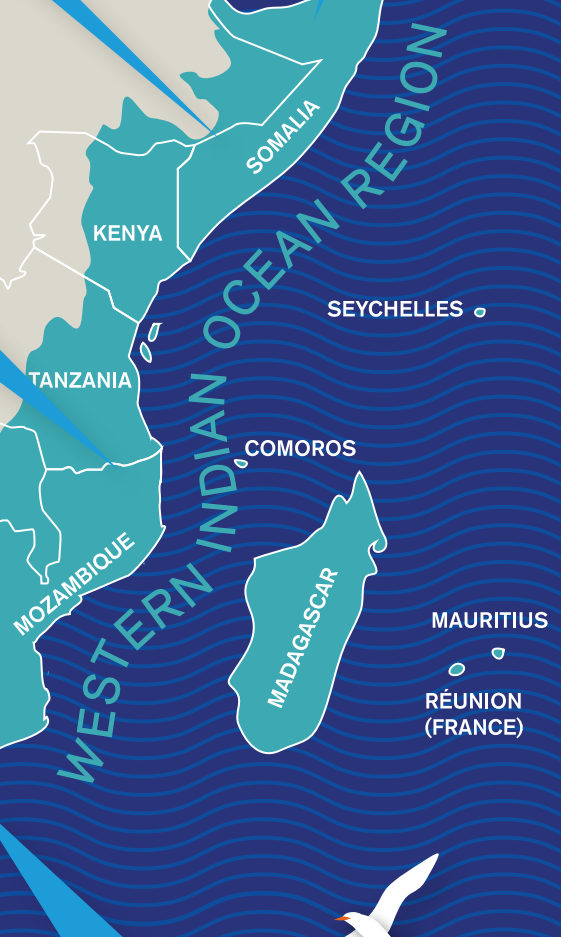 SOMALIA
KENYA
SEYCHELLES
TANZANIA
COMOROS
WESTERN INDIAN OCEAN REGION
MOZAMBIQUE
MADAGASCAR
MAURITIUS
RÉUNION
(FRANCE)